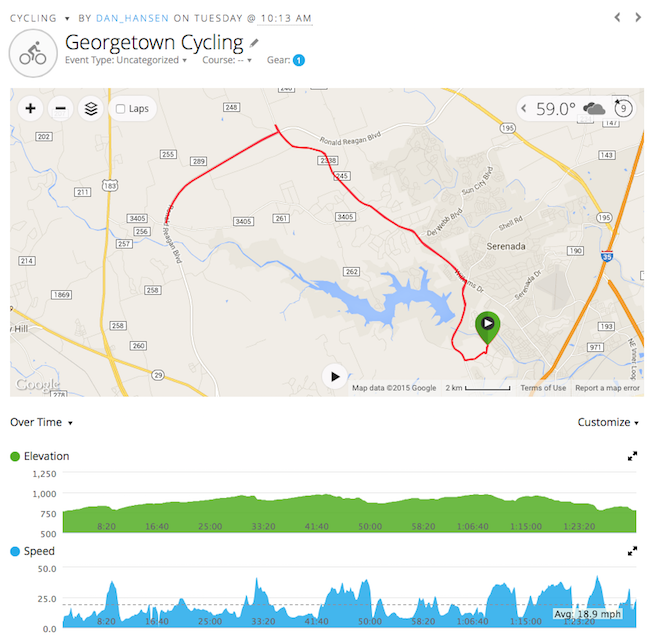 CYCLING ▾ BY DAN_HANSEN ON TUESDAY @ 10:13 AM
Georgetown Cycling
Event Type: Uncategorized ▾ Course: -- ▾ Gear: 1
Laps
59.0°
9
248
Ronald Reagan Blvd
195
147
202
255
289
2338
143
245
183
211
Sun City Blvd
3405
261
3405
3405
Del Webb Blvd
Shell Rd
195
256
257
Reagan Blvd
Serenada
190
35
214
262
Williams Dr
Serenada Dr
1869
258
258
193
y Hill
260
971
29
Google
Map data ©2015 Google 2 km Terms of Use Report a map error
278
Over Time ▾ Customize ▾
Elevation
1,250
1,000
750
500
8:20 16:40 25:00 33:20 41:40 50:00 58:20 1:06:40 1:15:00 1:23:20
Speed
50.0
25.0
0.0
Avg: 18.9 mph
8:20 16:40 25:00 33:20 41:40 50:00 58:20 1:06:40 1:15:00 1:23:20